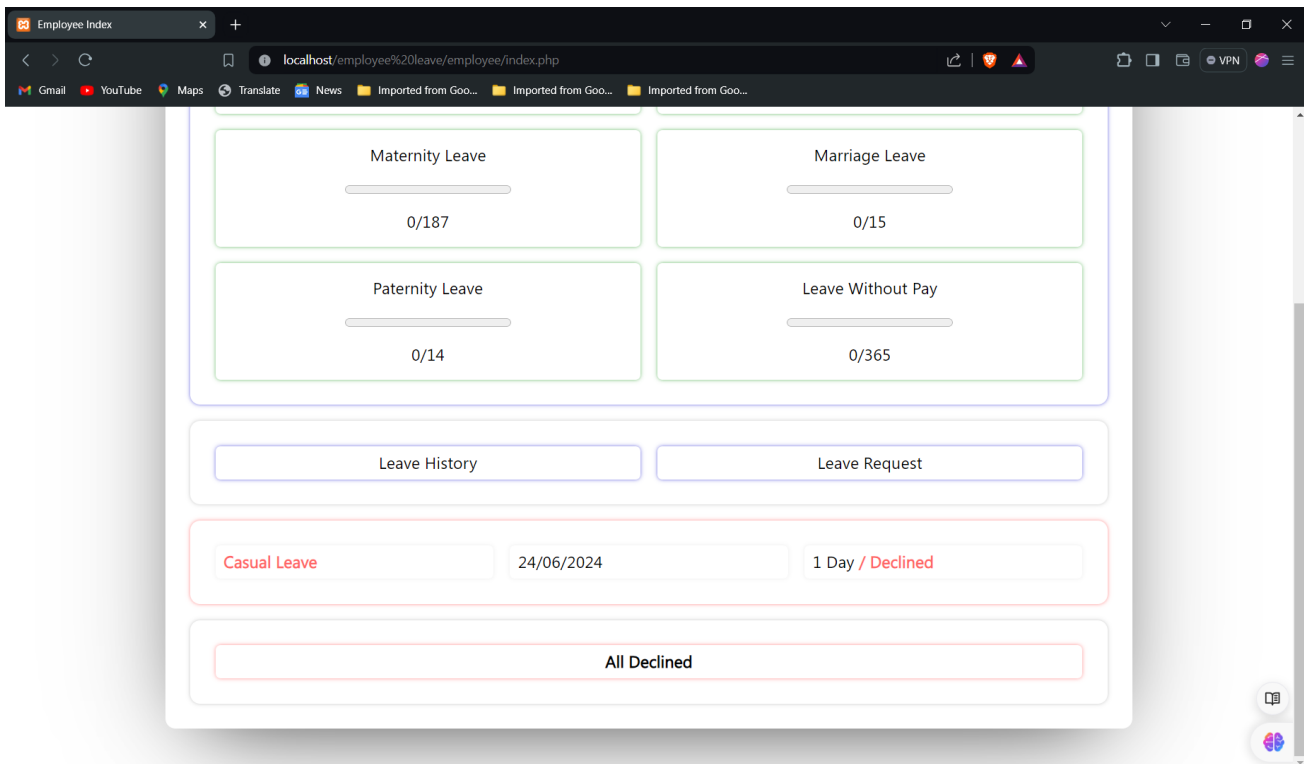 Employee Index
localhost/employee%20leave/employee/index.php
VPN
Gmail YouTube Maps Translate News Imported from Goo... Imported from Goo... Imported from Goo...
Maternity Leave
0/187
Marriage Leave
0/15
Paternity Leave
0/14
Leave Without Pay
0/365
Leave History
Leave Request
Casual Leave 24/06/2024 1 Day / Declined
All Declined